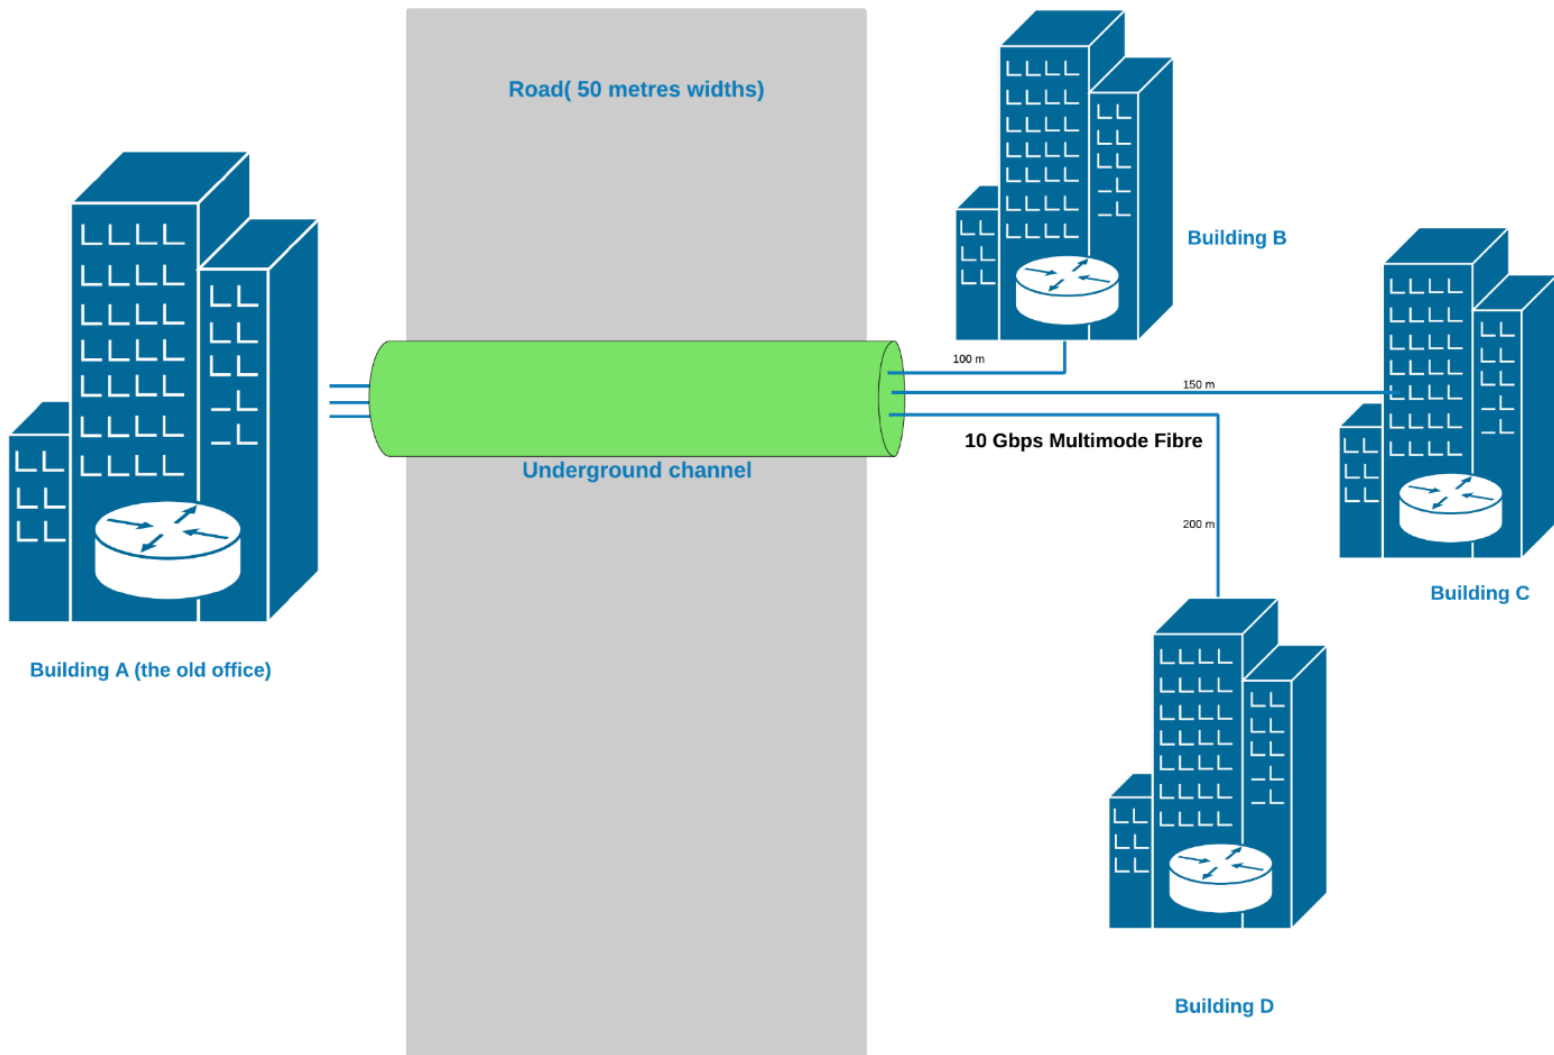 Road( 50 metres widths)
Building B
100 m
150 m
10 Gbps Multimode Fibre
Underground channel
200 m
Building C
Building A (the old office)
Building D